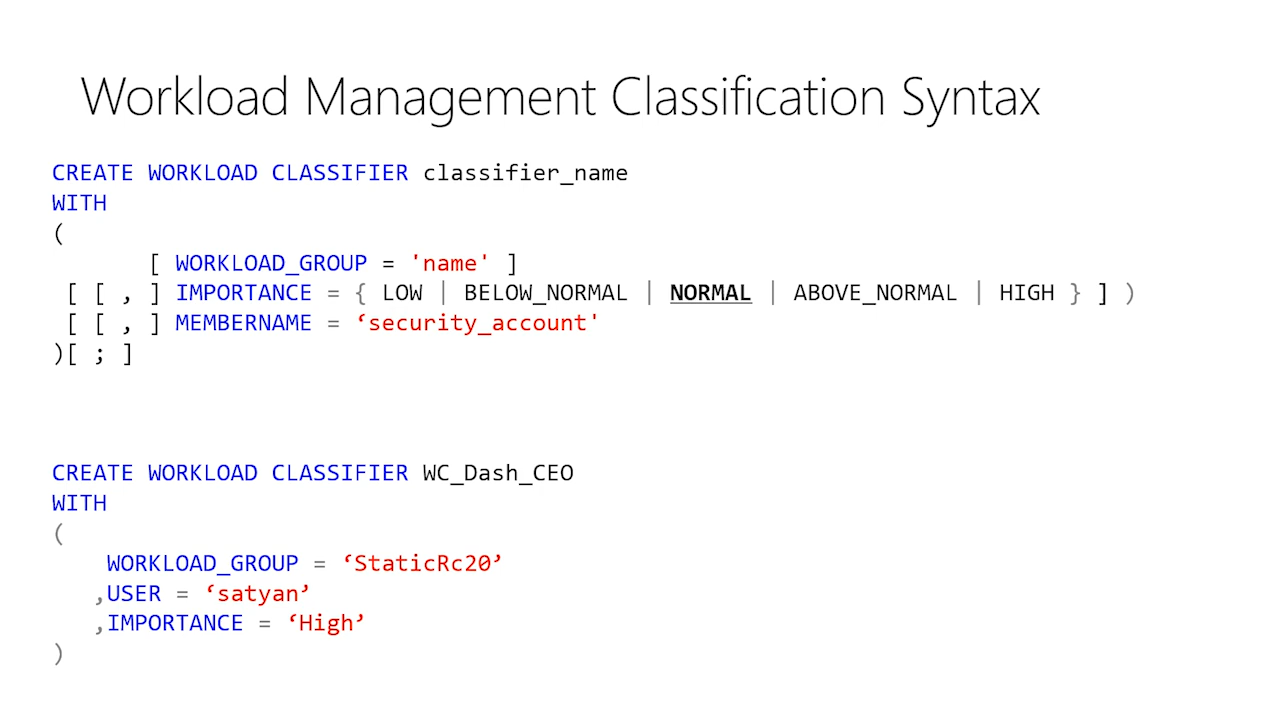 Workload Management Classification Syntax
CREATE WORKLOAD CLASSIFIER classifier_name
WITH
(
[ WORKLOAD_GROUP = 'name' ]
[ [ , ] IMPORTANCE = { LOW | BELOW_NORMAL | NORMAL | ABOVE_NORMAL | HIGH } ] )
[ [ , ] MEMBERNAME = ‘security_account'
)[ ; ]
CREATE WORKLOAD CLASSIFIER WC_Dash_CEO
WITH
(
WORKLOAD_GROUP = ‘StaticRc20’
,USER = ‘satyan’
,IMPORTANCE = ‘High’
)